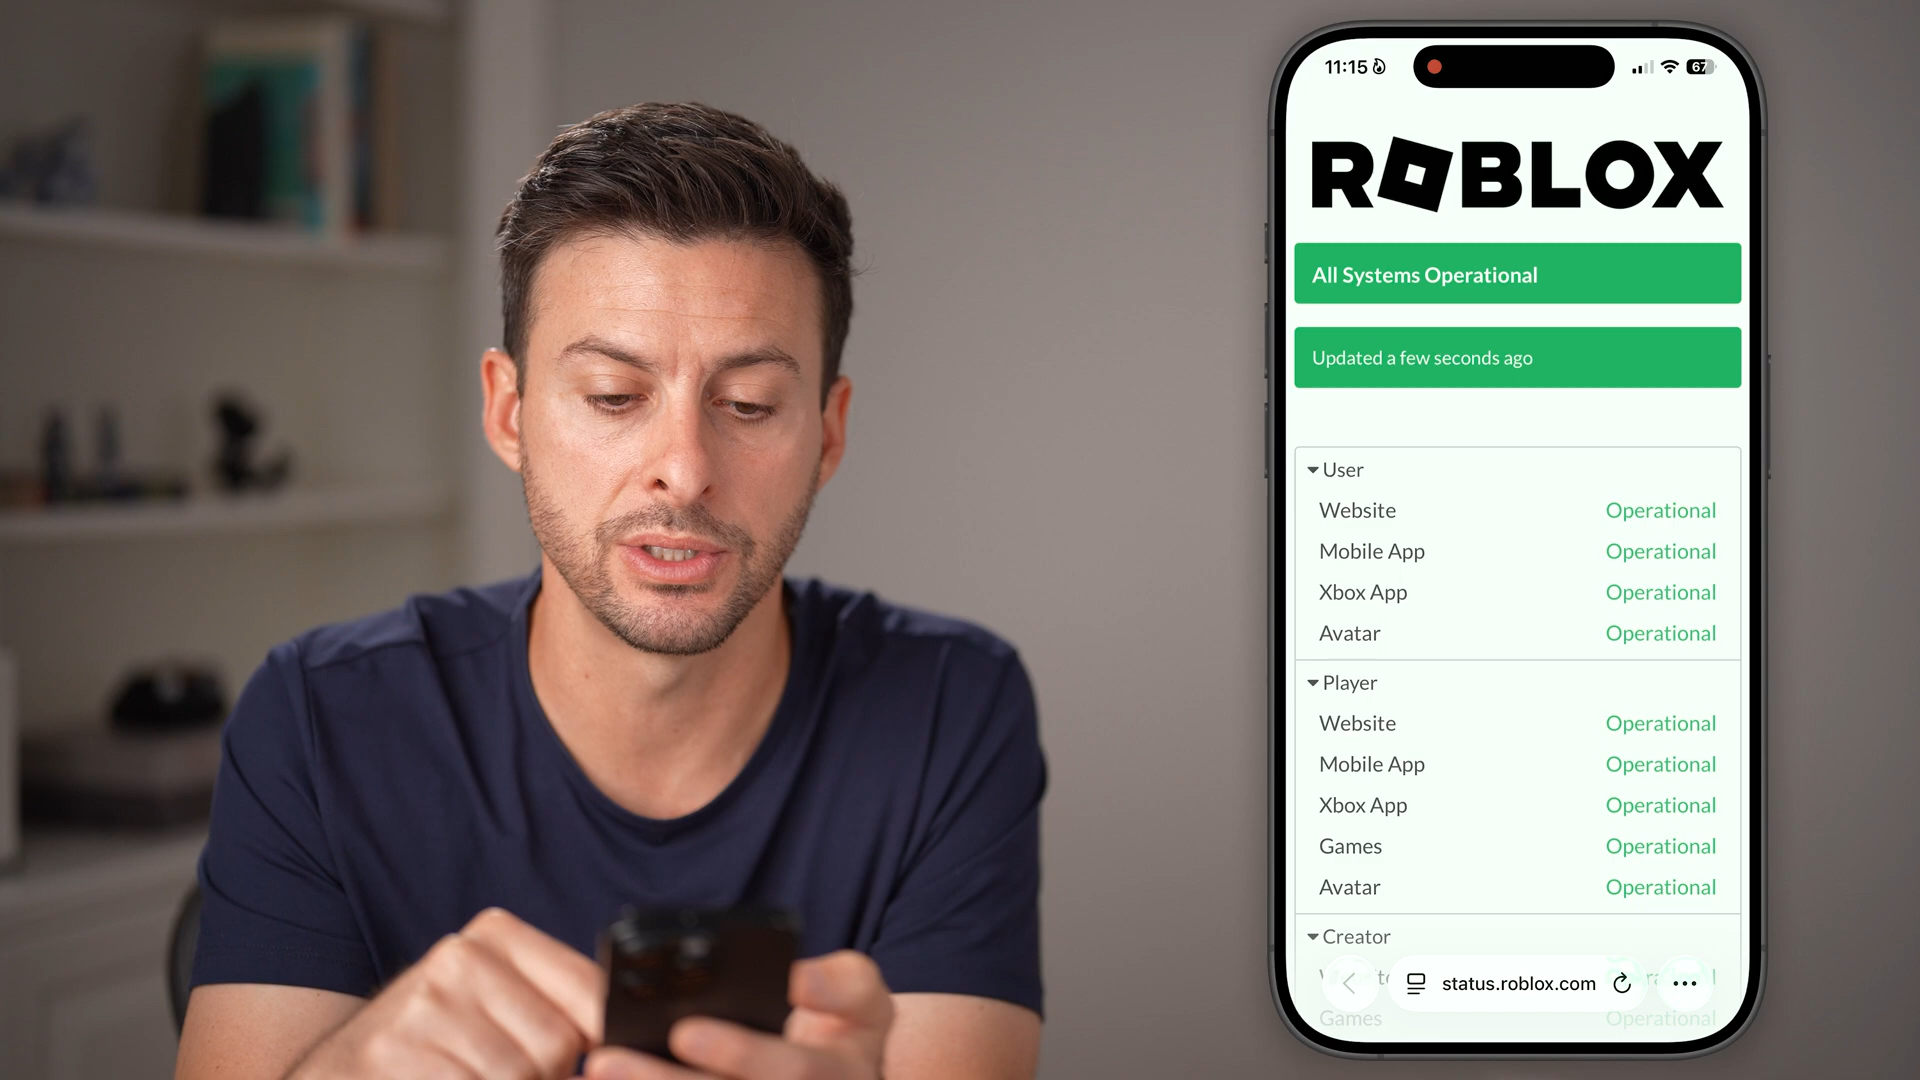 11:15
67
ROBLOX
All Systems Operational
Updated a few seconds ago
User
Website Operational
Mobile App Operational
Xbox App Operational
Avatar Operational
Player
Website Operational
Mobile App Operational
Xbox App Operational
Games Operational
Avatar Operational
Creator
status.roblox.com
Games Operational